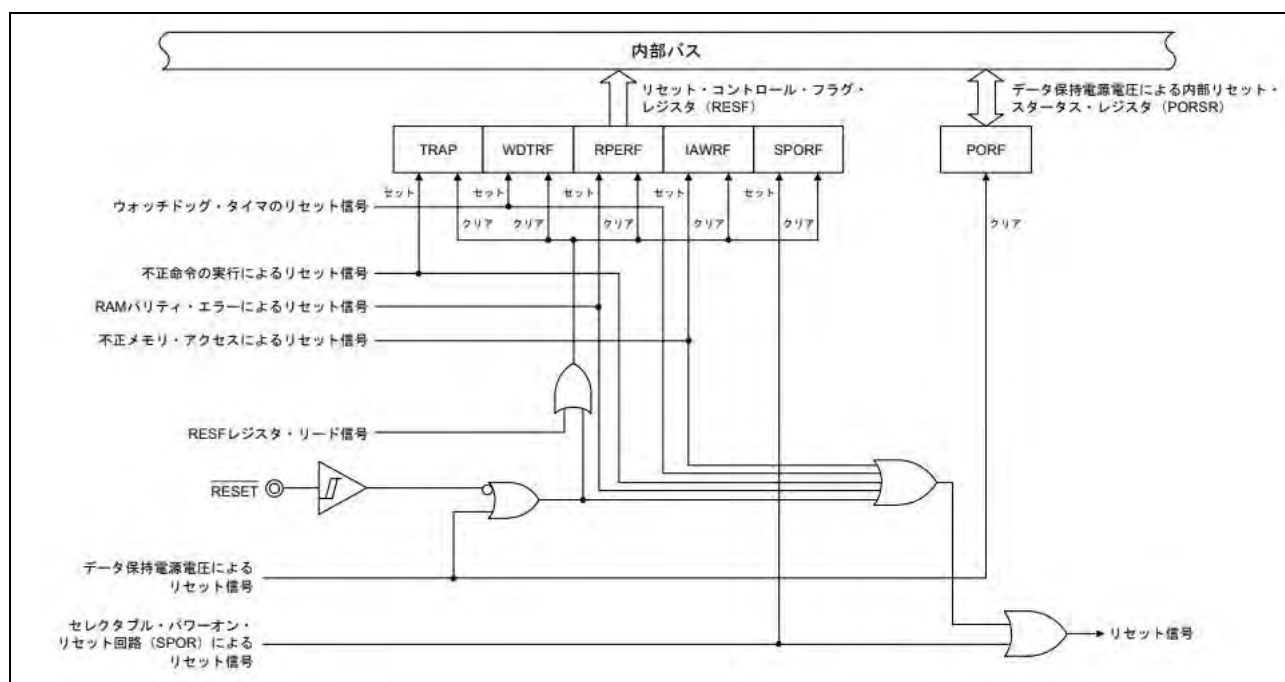 内部バス
リセット・コントロール・フラグ・
レジスタ（RESF）
データ保持電源電圧による内部リセット・
スタータス・レジスタ（PORSR）
TRAP
WDTRF
RPERF
IAWRF
SPORF
PORF
セット
セット
セット
セット
セット
クリア
クリア
クリア
クリア
クリア
クリア
ウォッチドッグ・タイマのリセット信号
不正命令の実行によるリセット信号
RAMパリティ・エラーによるリセット信号
不正メモリ・アクセスによるリセット信号
RESFレジスタ・リード信号
RESET
データ保持電源電圧による
リセット信号
セレクタブル・パワーオン・
リセット回路（SPOR）による
リセット信号
リセット信号